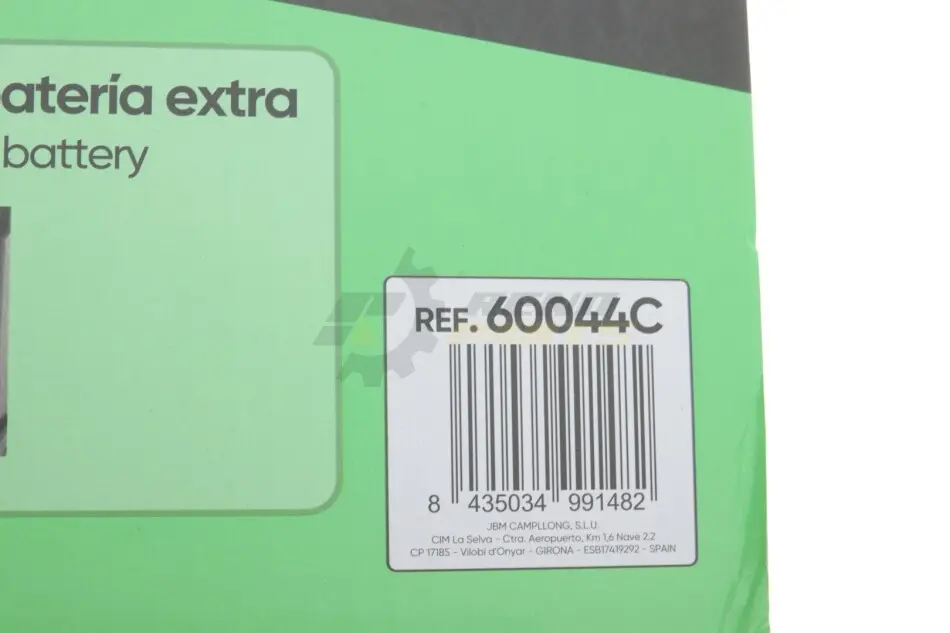 atería extra
battery
REF. 60044C
8 435034 991482
JBM CAMPLLONG, S.L.U.
CIM La Selva - Ctra. Aeropuerto, Km 1,6 Nave 2.2
CP 17185 - Vilobí d'Onyar - GIRONA - ESB17419292 - SPAIN